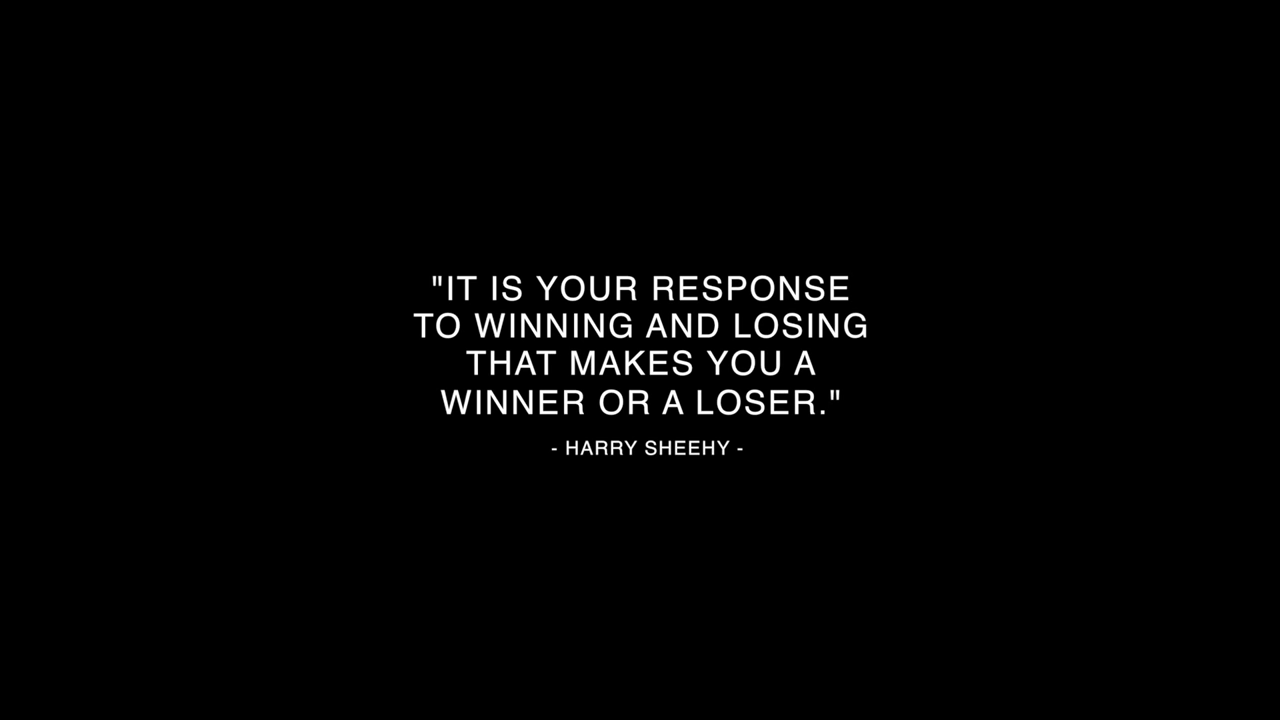 "IT IS YOUR RESPONSE
TO WINNING AND LOSING
THAT MAKES YOU A
WINNER OR A LOSER."
- HARRY SHEEHY -